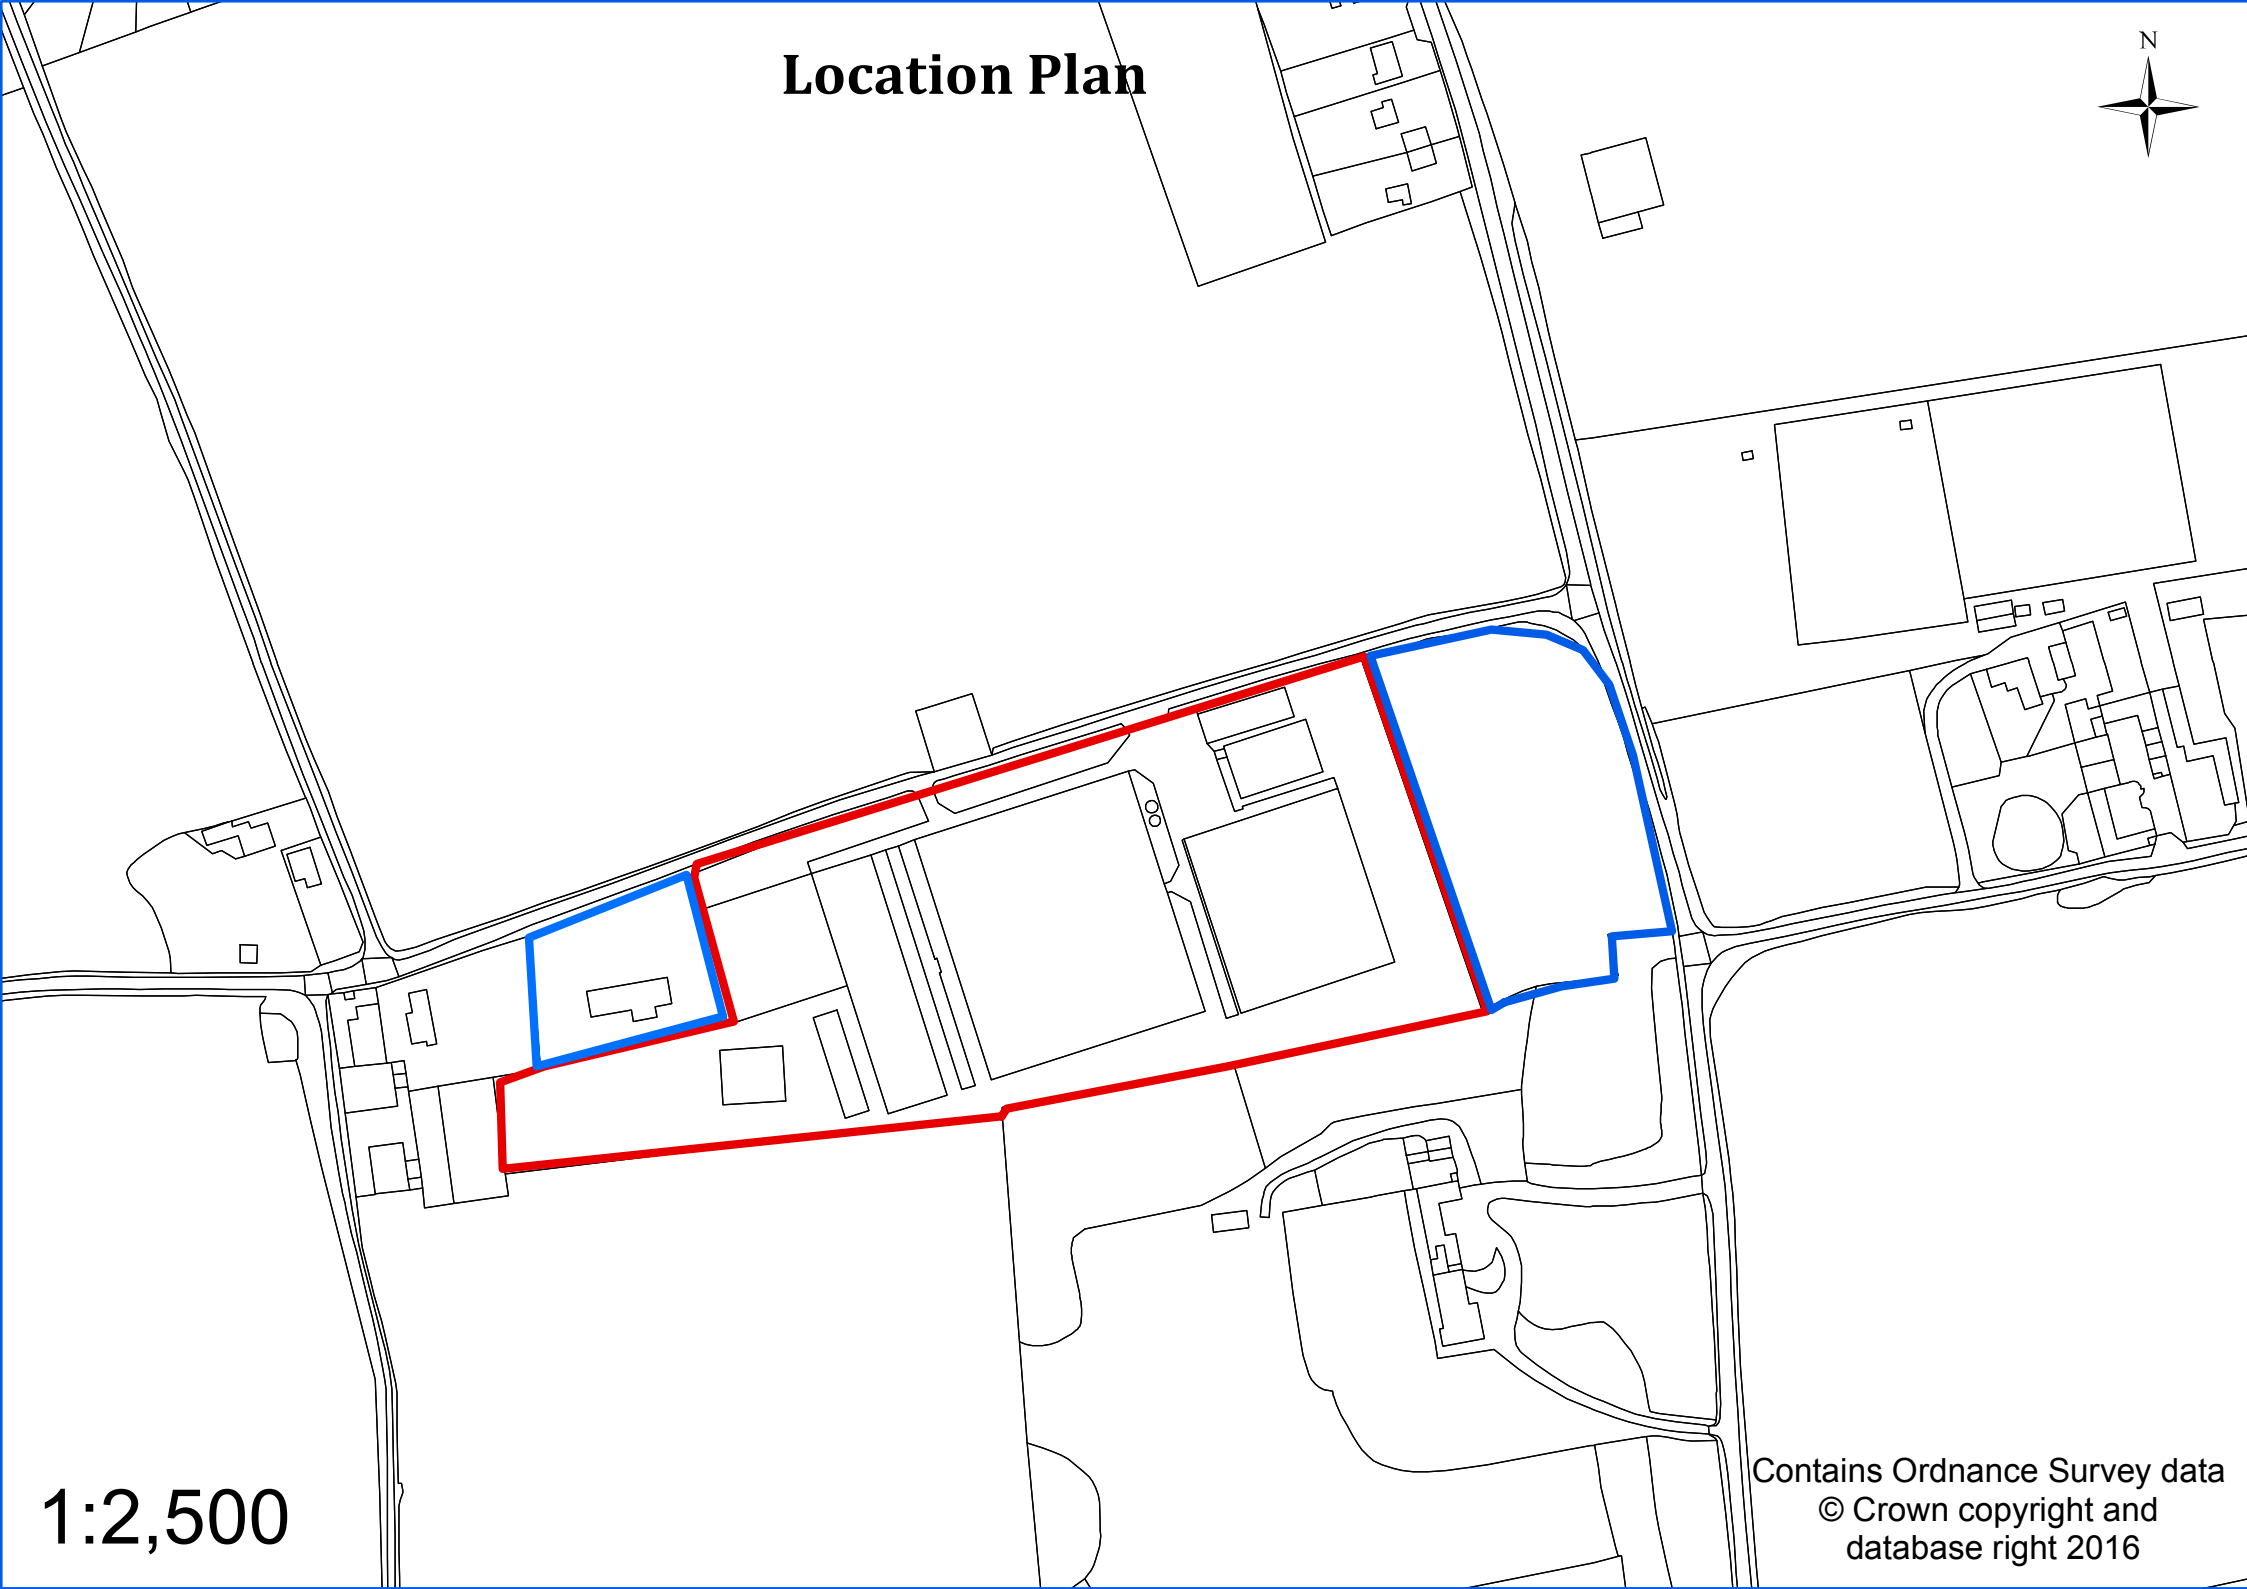 Location Plan
N
1:2,500
Contains Ordnance Survey data
© Crown copyright and
database right 2016